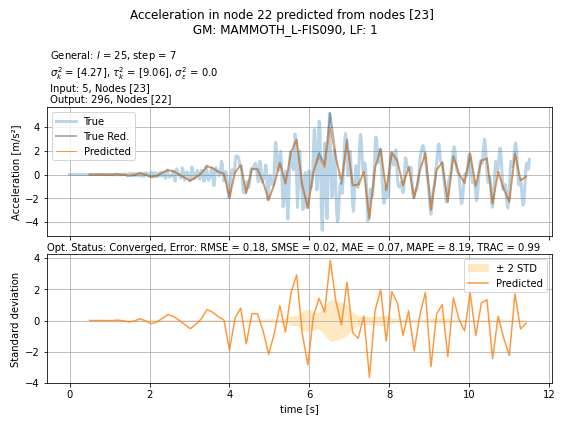 Acceleration in node 22 predicted from nodes [23]
GM: MAMMOTH_L-FIS090, LF: 1
General: l = 25, step = 7
σ²ₖ = [4.27], τ²ₖ = [9.06], σ²ε = 0.0
Input: 5, Nodes [23]
Output: 296, Nodes [22]
True
True Red.
Predicted
Acceleration [m/s²]
4
2
0
−2
−4
Opt. Status: Converged, Error: RMSE = 0.18, SMSE = 0.02, MAE = 0.07, MAPE = 8.19, TRAC = 0.99
± 2 STD
Predicted
Standard deviation
4
2
0
−2
−4
0 2 4 6 8 10 12
time [s]